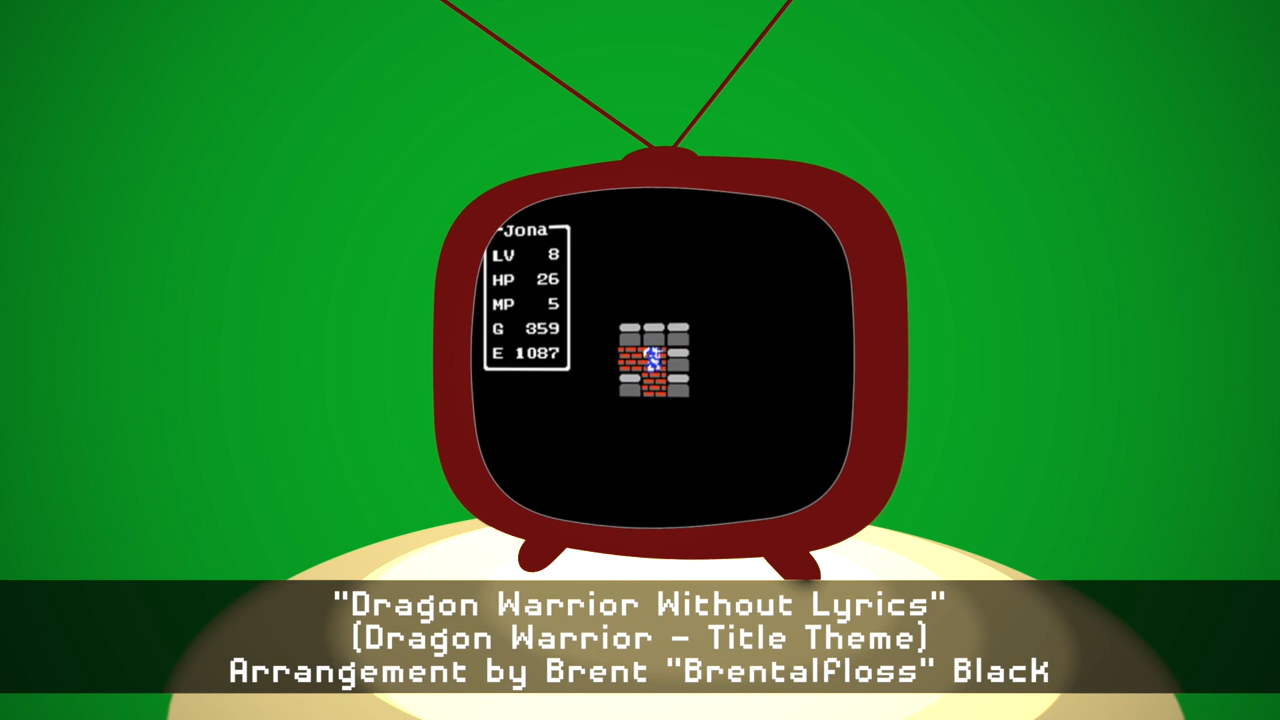 Jona
LV 8
HP 26
MP 5
G 359
E 1087
"Dragon Warrior Without Lyrics"
(Dragon Warrior - Title Theme)
Arrangement by Brent "Brentalfloss" Black